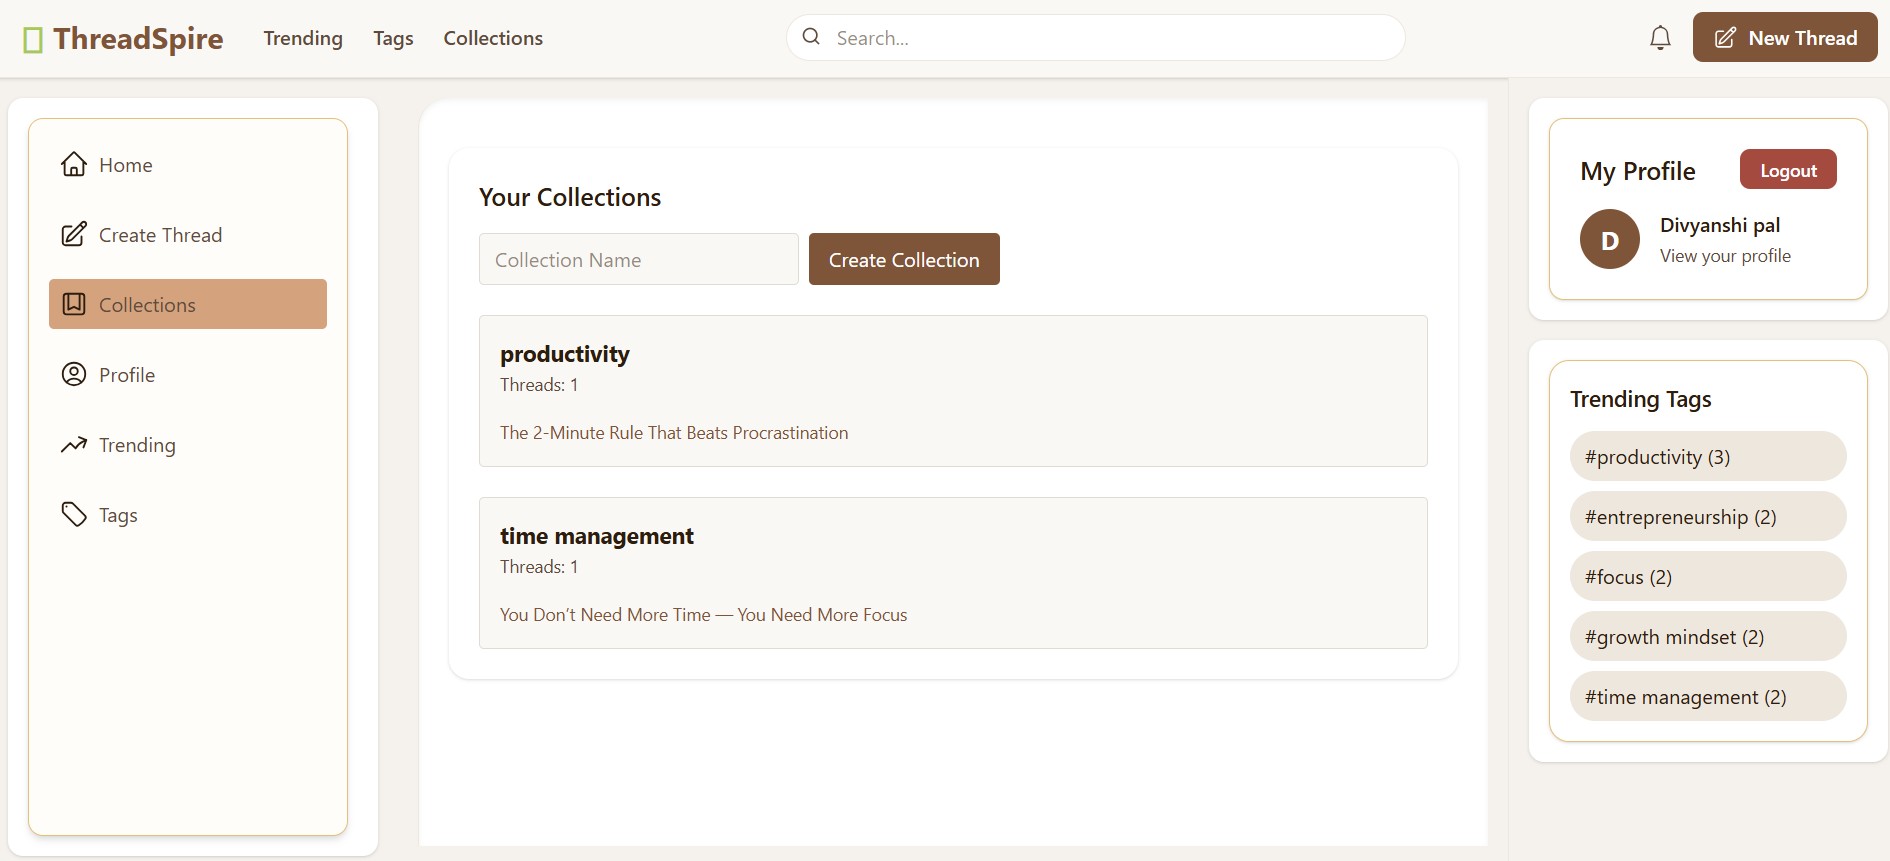 ThreadSpire
Trending
Tags
Collections
Search...
New Thread
Home
Create Thread
Collections
Profile
Trending
Tags
Your Collections
Collection Name
Create Collection
productivity
Threads: 1
The 2-Minute Rule That Beats Procrastination
time management
Threads: 1
You Don’t Need More Time — You Need More Focus
My Profile
Logout
D
Divyanshi pal
View your profile
Trending Tags
#productivity (3)
#entrepreneurship (2)
#focus (2)
#growth mindset (2)
#time management (2)